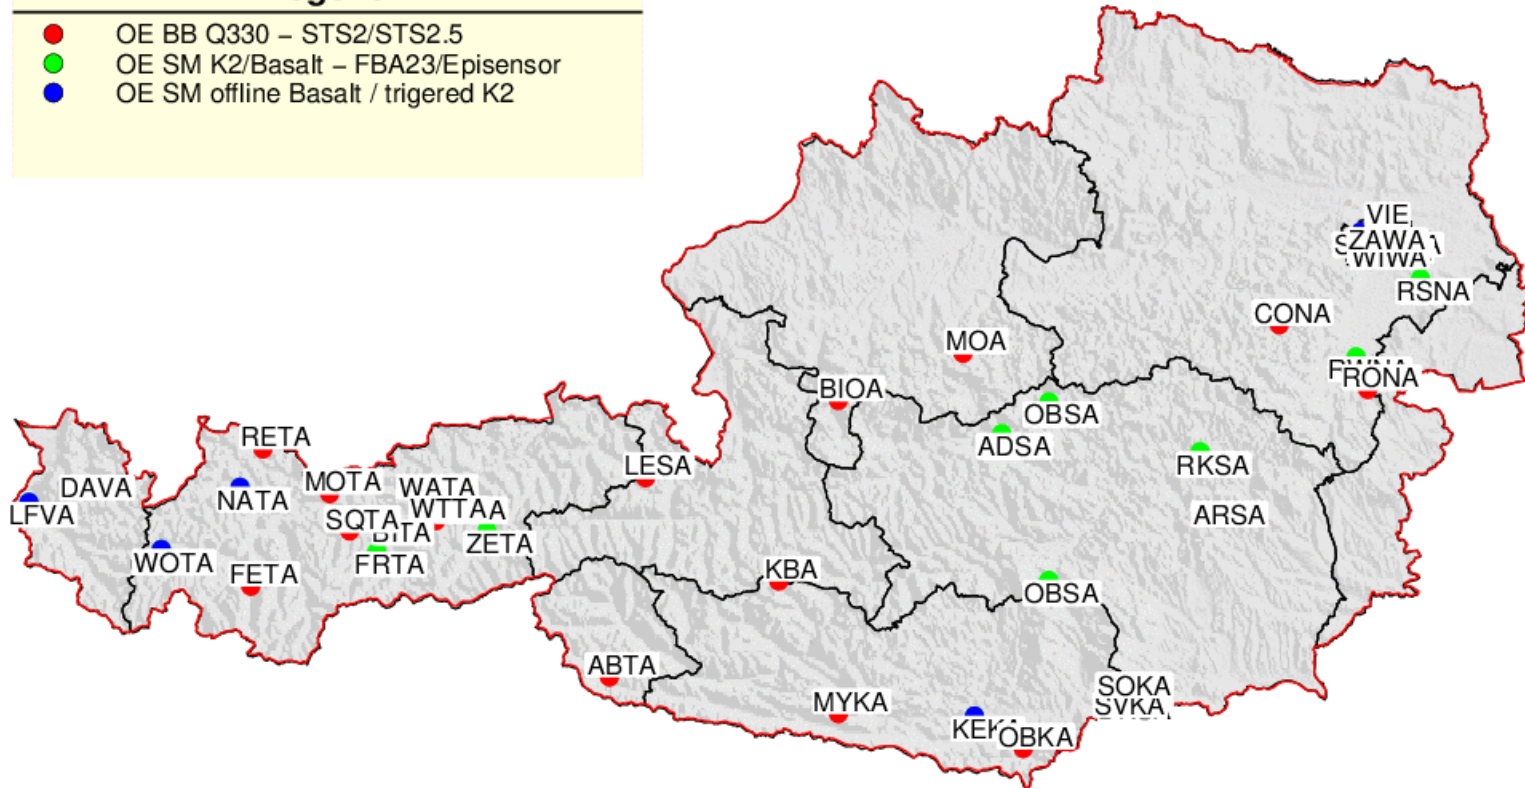 OE BB Q330 – STS2/STS2.5
OE SM K2/Basalt – FBA23/Episensor
OE SM offline Basalt / trigered K2
VIE
ZAWA
WIWA
RSNA
CONA
MOA
RONA
BIOA
OBSA
ADSA
RETA
LESA
RKSA
MOTA
DAVA
WATA
NATA
WTTAA
LFVA
ARSA
SQTA
ZETA
WOTA
FRTA
FETA
KBA
OBSA
ABTA
SOKA
MYKA
SVKA
OBKA